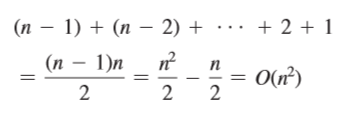 (n − 1) + (n − 2) + ⋯ + 2 + 1
= (n − 1)n / 2 = n² / 2 − n / 2 = O(n²)